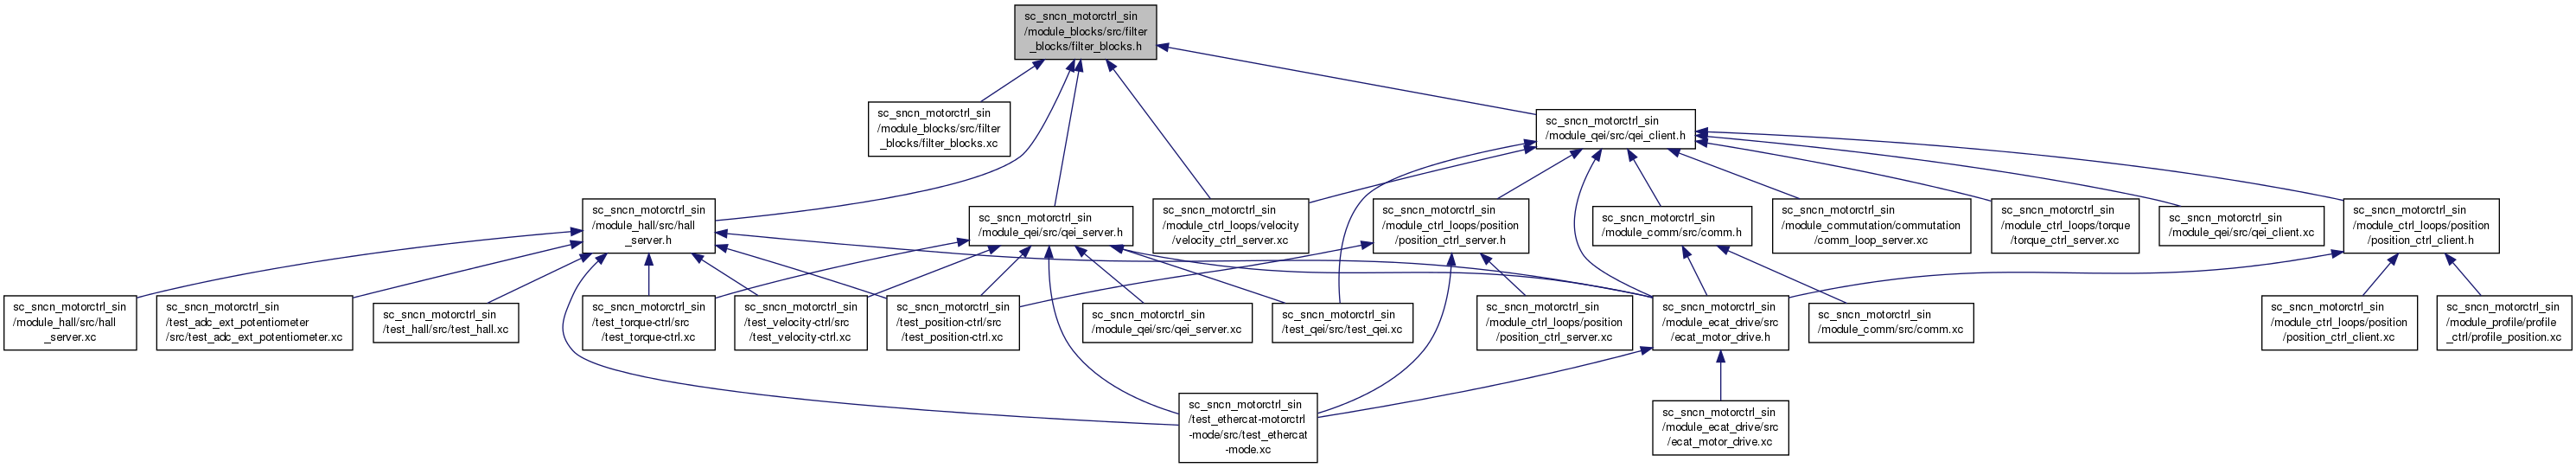 sc_sncn_motorctrl_sin
/module_blocks/src/filter
_blocks/filter_blocks.h
sc_sncn_motorctrl_sin
/module_blocks/src/filter
_blocks/filter_blocks.xc
sc_sncn_motorctrl_sin
/module_qei/src/qei_client.h
sc_sncn_motorctrl_sin
/module_hall/src/hall
_server.h
sc_sncn_motorctrl_sin
/module_qei/src/qei_server.h
sc_sncn_motorctrl_sin
/module_ctrl_loops/velocity
/velocity_ctrl_server.xc
sc_sncn_motorctrl_sin
/module_ctrl_loops/position
/position_ctrl_server.h
sc_sncn_motorctrl_sin
/module_comm/src/comm.h
sc_sncn_motorctrl_sin
/module_commutation/commutation
/comm_loop_server.xc
sc_sncn_motorctrl_sin
/module_ctrl_loops/torque
/torque_ctrl_server.xc
sc_sncn_motorctrl_sin
/module_qei/src/qei_client.xc
sc_sncn_motorctrl_sin
/module_ctrl_loops/position
/position_ctrl_client.h
sc_sncn_motorctrl_sin
/module_hall/src/hall
_server.xc
sc_sncn_motorctrl_sin
/test_adc_ext_potentiometer
/src/test_adc_ext_potentiometer.xc
sc_sncn_motorctrl_sin
/test_hall/src/test_hall.xc
sc_sncn_motorctrl_sin
/test_torque-ctrl/src
/test_torque-ctrl.xc
sc_sncn_motorctrl_sin
/test_velocity-ctrl/src
/test_velocity-ctrl.xc
sc_sncn_motorctrl_sin
/test_position-ctrl/src
/test_position-ctrl.xc
sc_sncn_motorctrl_sin
/module_qei/src/qei_server.xc
sc_sncn_motorctrl_sin
/test_qei/src/test_qei.xc
sc_sncn_motorctrl_sin
/module_ctrl_loops/position
/position_ctrl_server.xc
sc_sncn_motorctrl_sin
/module_ecat_drive/src
/ecat_motor_drive.h
sc_sncn_motorctrl_sin
/module_comm/src/comm.xc
sc_sncn_motorctrl_sin
/module_ctrl_loops/position
/position_ctrl_client.xc
sc_sncn_motorctrl_sin
/module_profile/profile
_ctrl/profile_position.xc
sc_sncn_motorctrl_sin
/test_ethercat-motorctrl
-mode/src/test_ethercat
-mode.xc
sc_sncn_motorctrl_sin
/module_ecat_drive/src
/ecat_motor_drive.xc